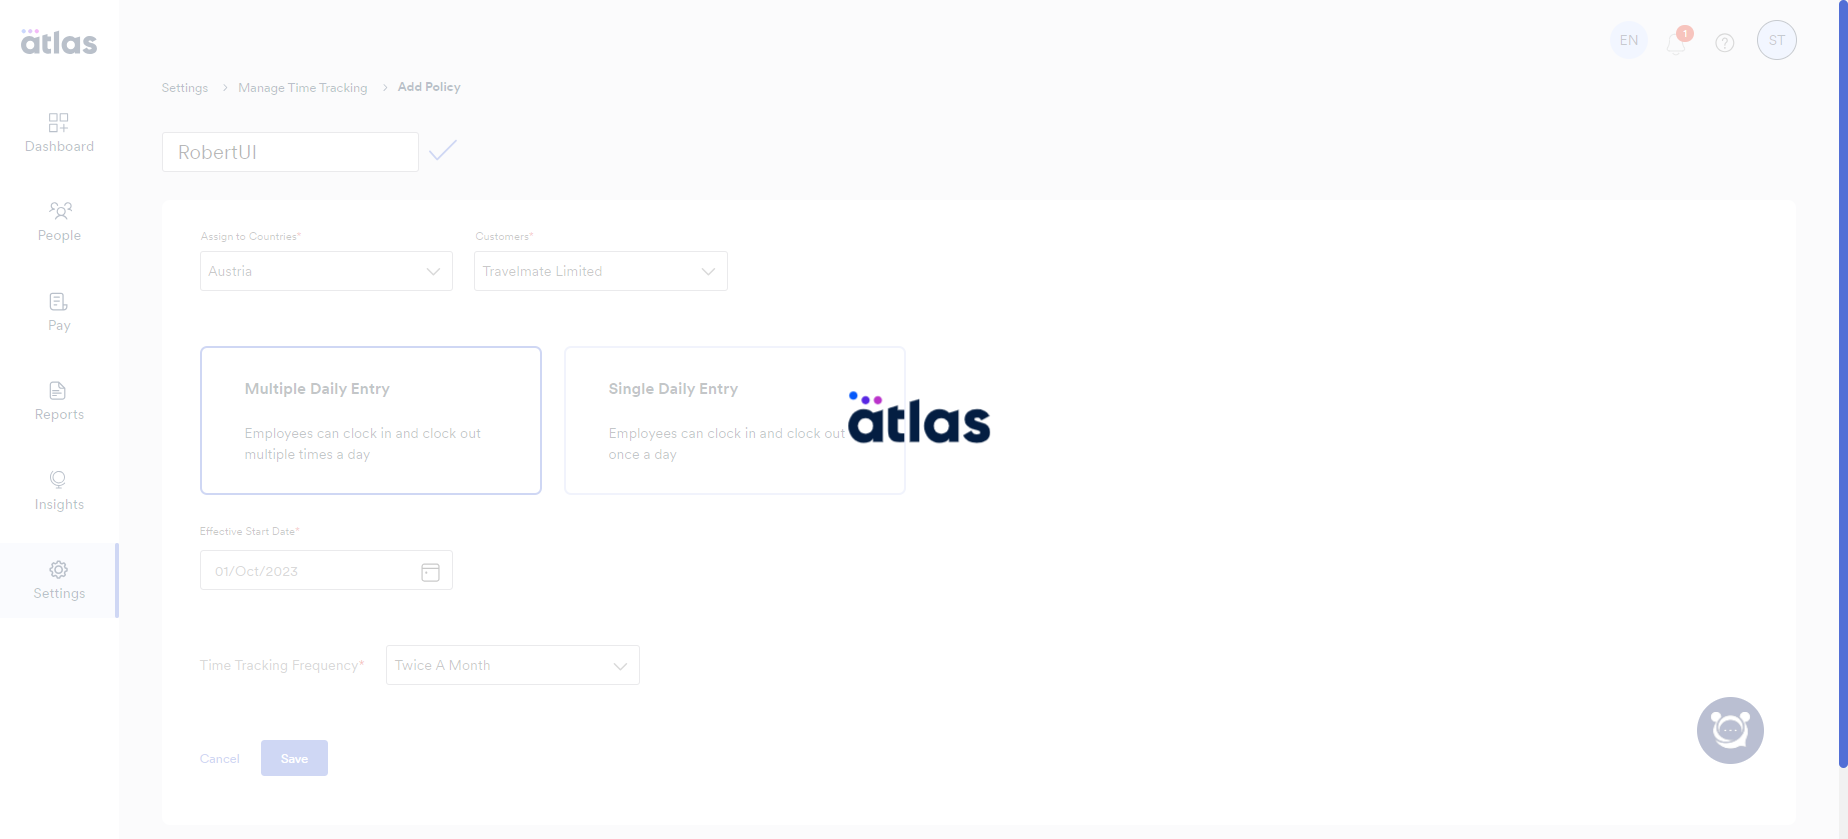 atlas
EN
1
ST
Settings > Manage Time Tracking > Add Policy
RobertUI
Dashboard
People
Pay
Reports
Insights
Settings
Assign to Countries*
Customers*
Austria
Travelmate Limited
Multiple Daily Entry
Employees can clock in and clock out
multiple times a day
Single Daily Entry
Employees can clock in and clock out
once a day
atlas
Effective Start Date*
01/Oct/2023
Time Tracking Frequency*
Twice A Month
Cancel
Save